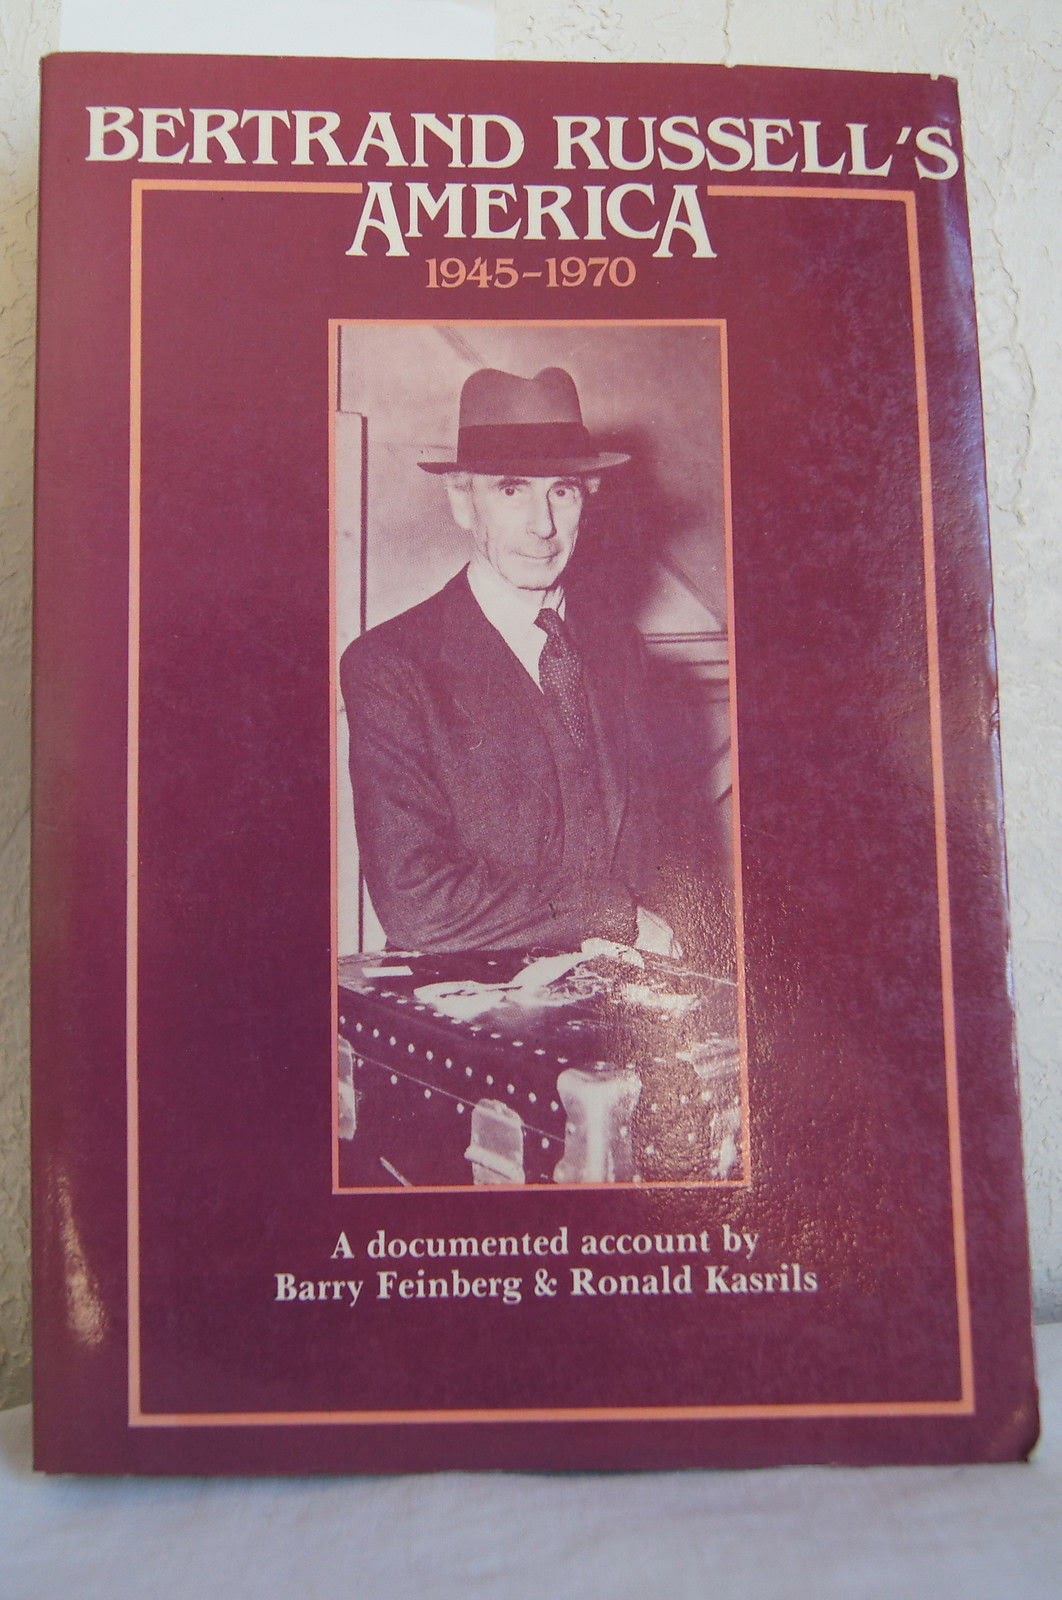 BERTRAND RUSSELL'S
AMERICA
1945-1970
A documented account by
Barry Feinberg & Ronald Kasrils